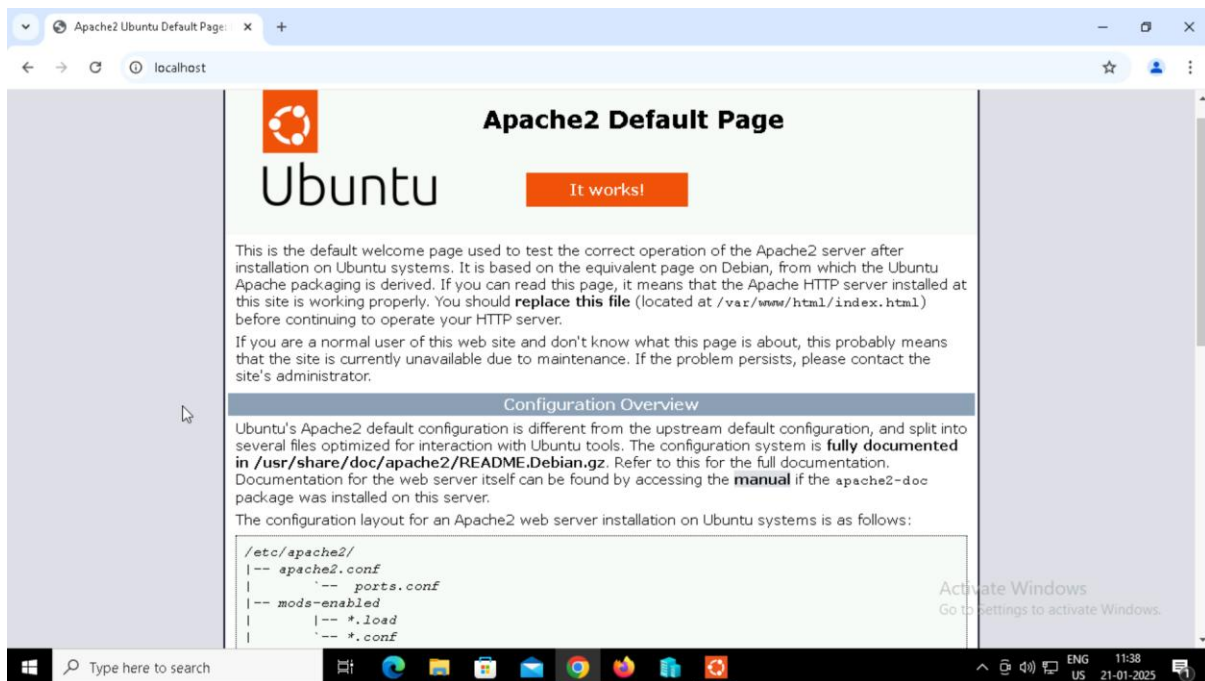 Apache2 Ubuntu Default Page:
localhost
Apache2 Default Page
Ubuntu
It works!
This is the default welcome page used to test the correct operation of the Apache2 server after
installation on Ubuntu systems. It is based on the equivalent page on Debian, from which the Ubuntu
Apache packaging is derived. If you can read this page, it means that the Apache HTTP server installed at
this site is working properly. You should replace this file (located at /var/www/html/index.html)
before continuing to operate your HTTP server.
If you are a normal user of this web site and don't know what this page is about, this probably means
that the site is currently unavailable due to maintenance. If the problem persists, please contact the
site's administrator.
Configuration Overview
Ubuntu's Apache2 default configuration is different from the upstream default configuration, and split into
several files optimized for interaction with Ubuntu tools. The configuration system is fully documented
in /usr/share/doc/apache2/README.Debian.gz. Refer to this for the full documentation.
Documentation for the web server itself can be found by accessing the manual if the apache2-doc
package was installed on this server.
The configuration layout for an Apache2 web server installation on Ubuntu systems is as follows:
/etc/apache2/
|-- apache2.conf
|       `--  ports.conf
|-- mods-enabled
|       |-- *.load
|       `-- *.conf
Activate Windows
Go to Settings to activate Windows.
Type here to search
ENG
US
11:38
21-01-2025
1